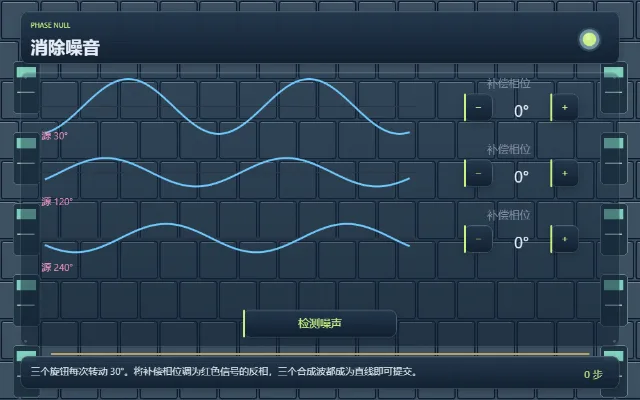 PHASE NULL
消除噪音
补偿相位
− 0° +
源 30°
补偿相位
− 0° +
源 120°
补偿相位
− 0° +
源 240°
检测噪声
三个旋钮每次转动 30°。将补偿相位调为红色信号的反相，三个合成波都成为直线即可提交。
0 步